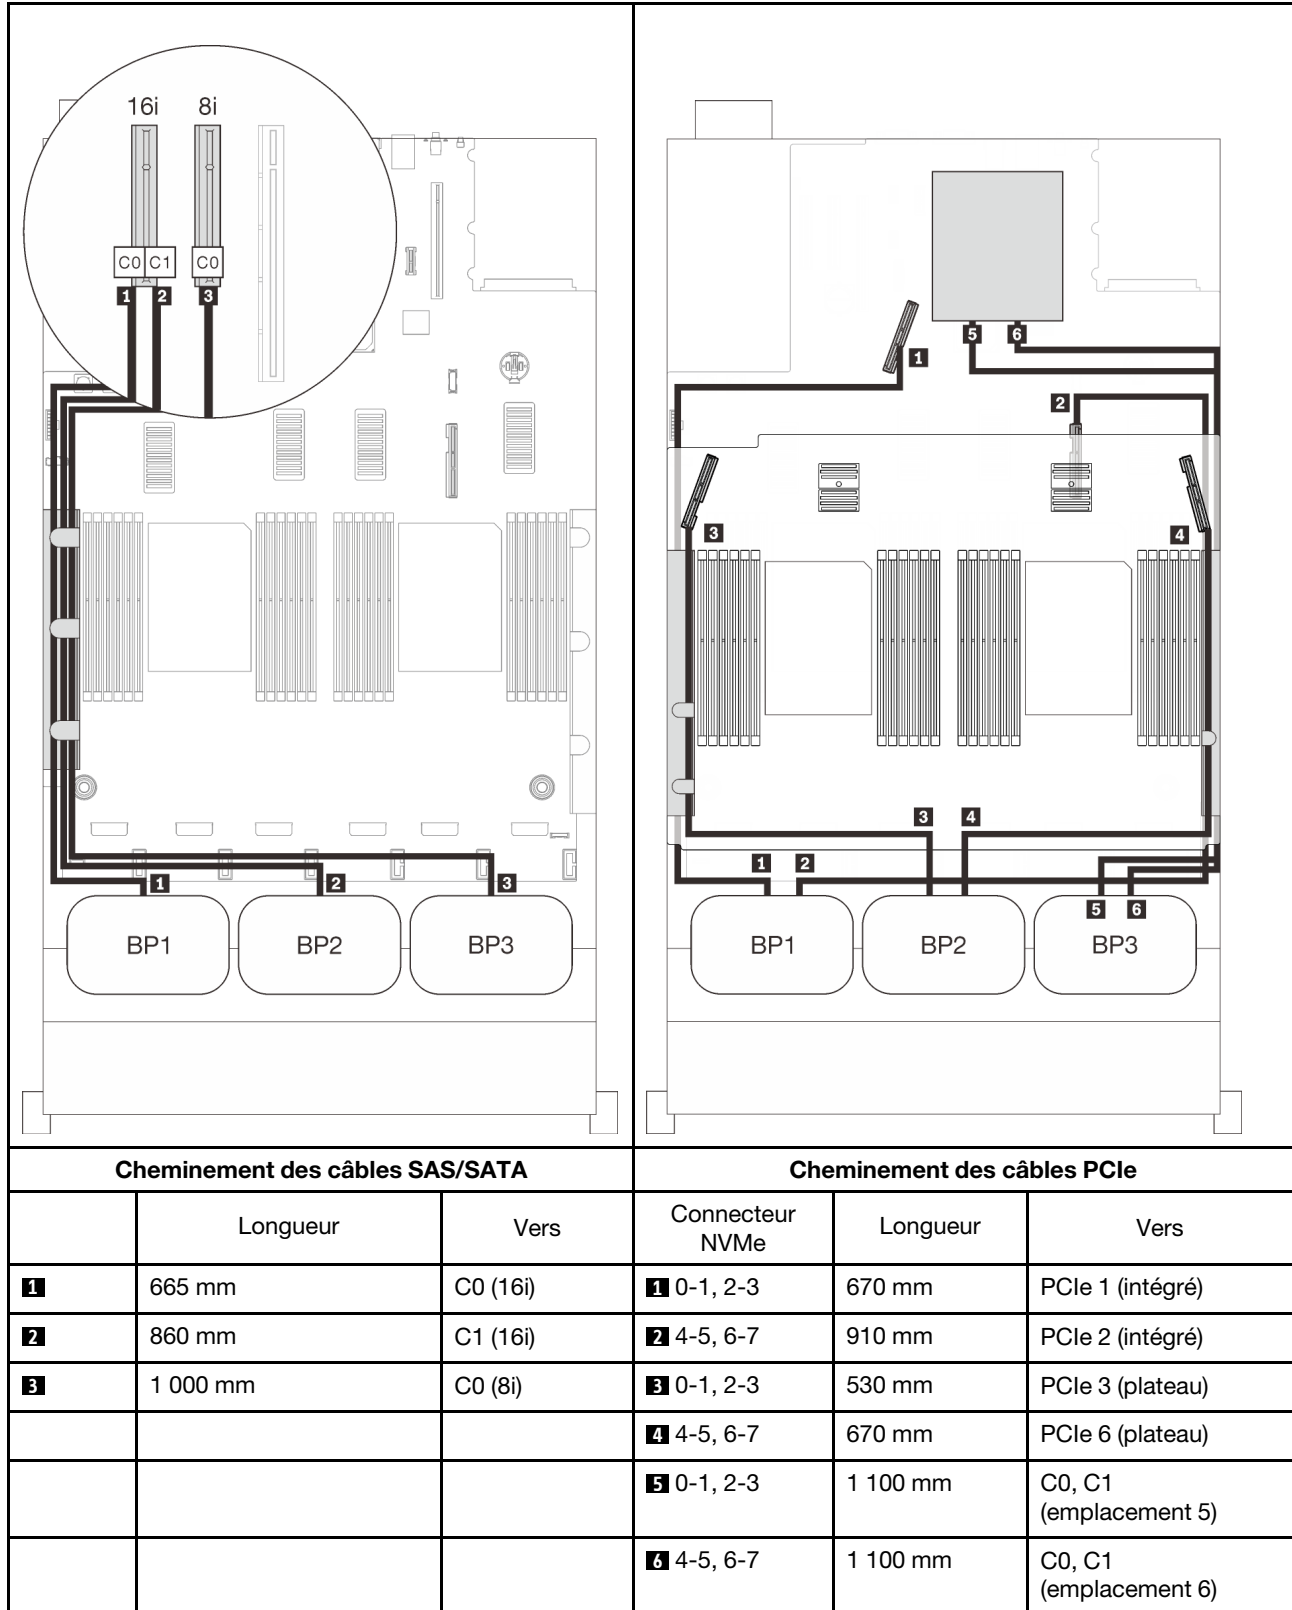 16i 8i
C0 C1 C0
1 2 3
1 2 3
BP1 BP2 BP3
5 6
1
2
3 4
3 4
1 2
5 6
BP1 BP2 BP3
Cheminement des câbles SAS/SATA
Cheminement des câbles PCIe
Longueur Vers Connecteur NVMe Longueur Vers
1 665 mm C0 (16i) 1 0-1, 2-3 670 mm PCIe 1 (intégré)
2 860 mm C1 (16i) 2 4-5, 6-7 910 mm PCIe 2 (intégré)
3 1 000 mm C0 (8i) 3 0-1, 2-3 530 mm PCIe 3 (plateau)
4 4-5, 6-7 670 mm PCIe 6 (plateau)
5 0-1, 2-3 1 100 mm C0, C1
(emplacement 5)
6 4-5, 6-7 1 100 mm C0, C1
(emplacement 6)